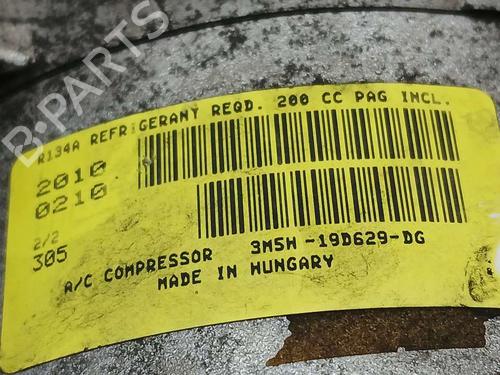 R134A REFRIGERANY REQD. 200 CC PAG INCL.
2010
0210
2/2
305
A/C COMPRESSOR 3M5H-19D629-DG
MADE IN HUNGARY
B-PARTS